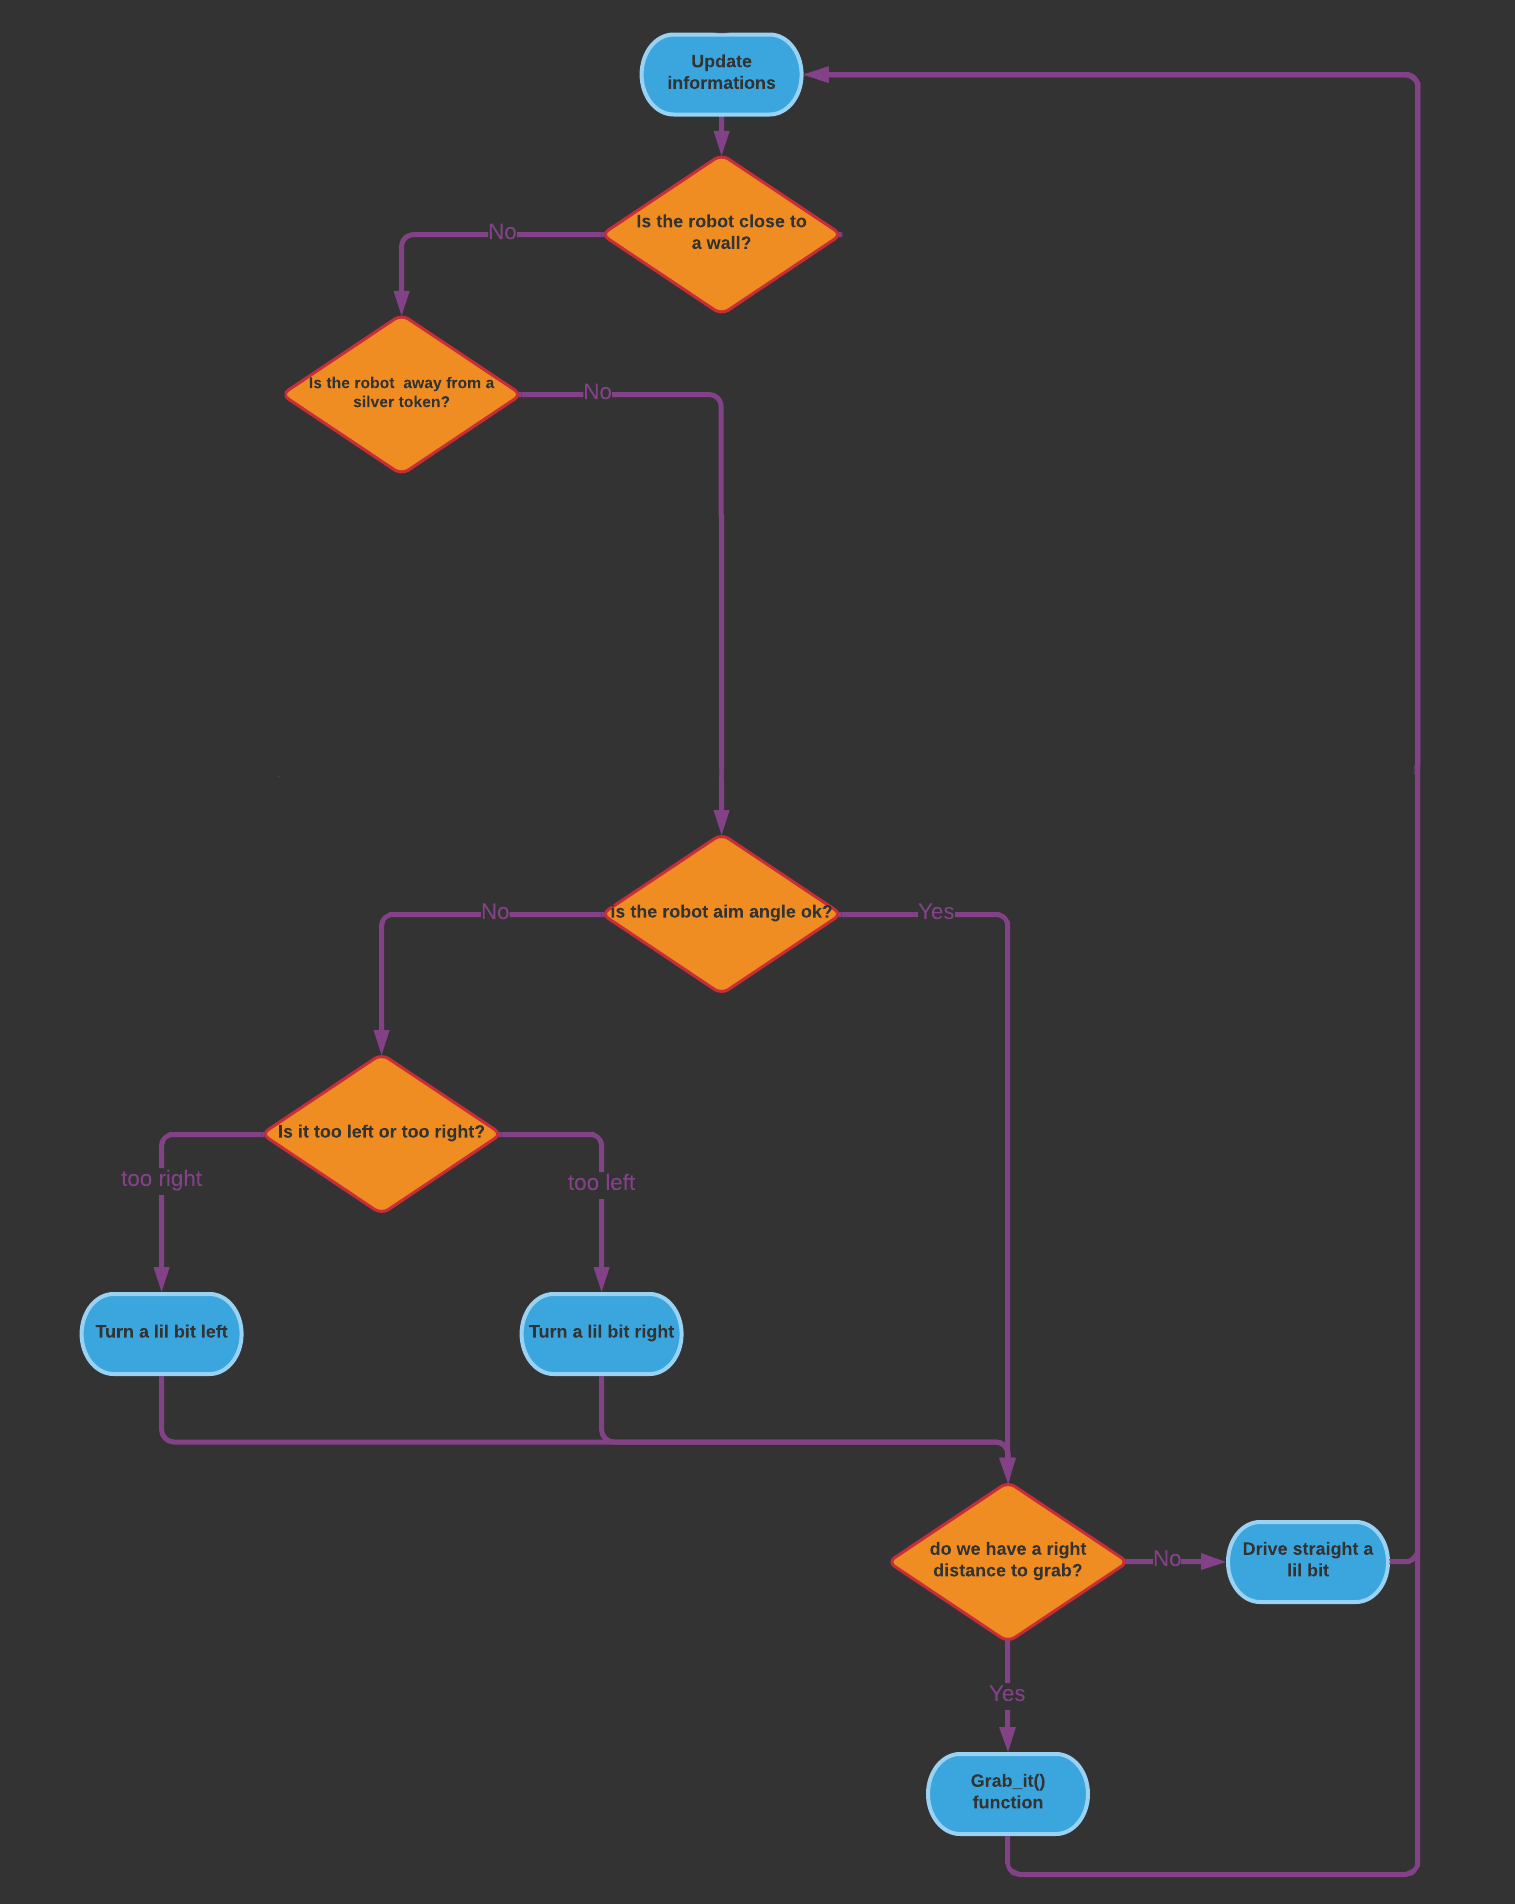 Update
informations
Is the robot close to
a wall?
No
Is the robot away from a
silver token?
No
Is the robot aim angle ok?
No
Yes
Is it too left or too right?
too right
too left
Turn a lil bit left
Turn a lil bit right
do we have a right
distance to grab?
No
Drive straight a
lil bit
Yes
Grab_it()
function